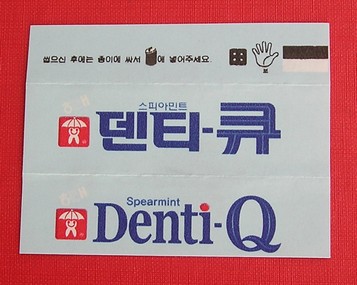 씹으신 후에는 종이에 싸서 에 넣어주세요.
보
스피아민트
덴티-큐
Spearmint
Denti-Q